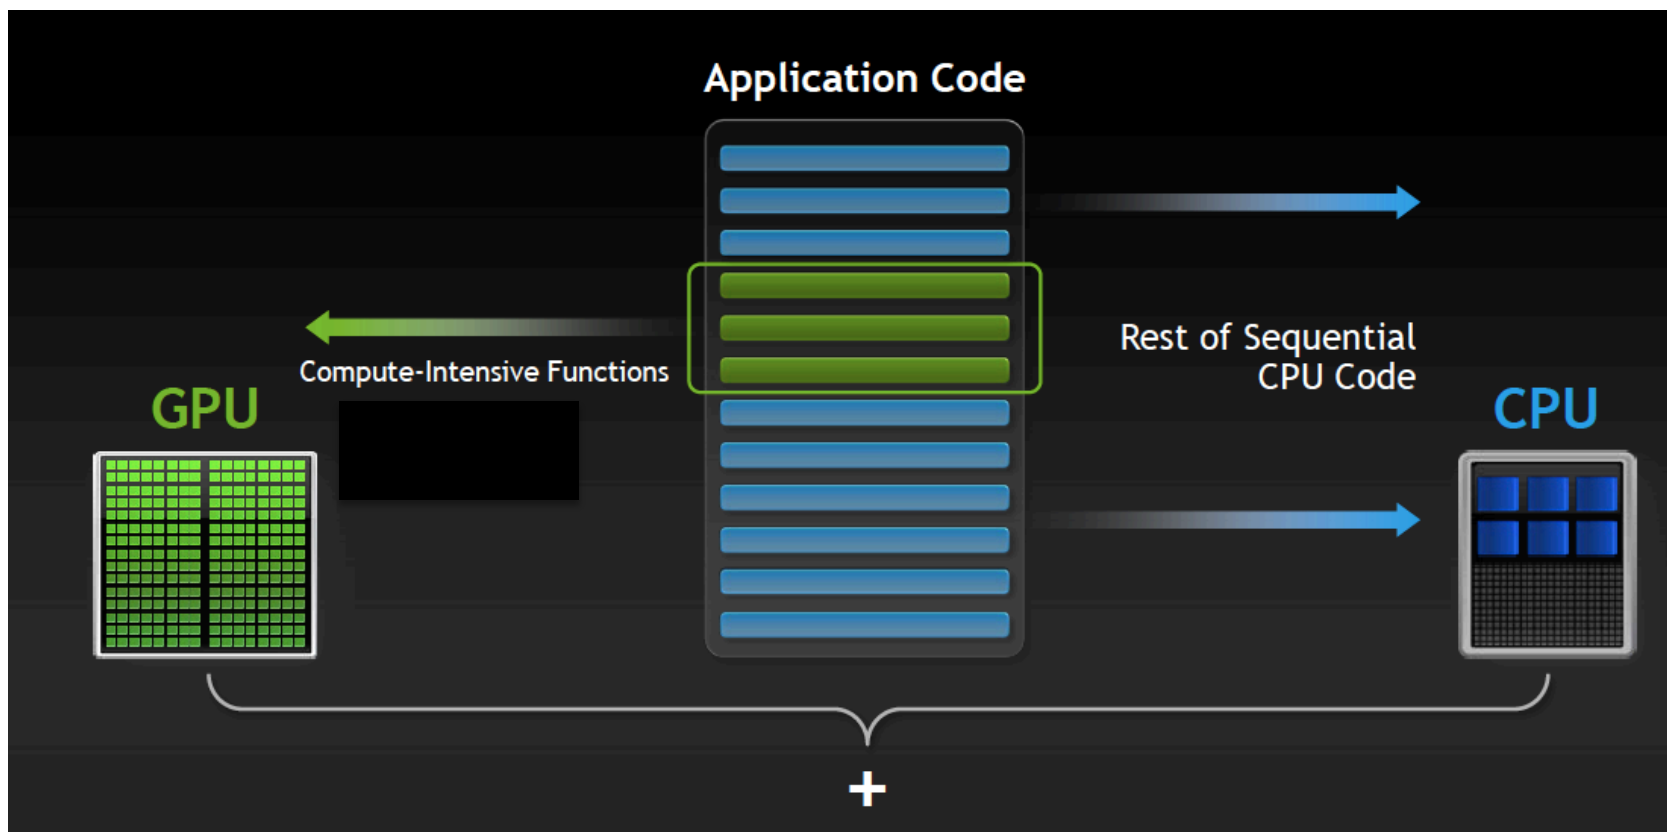 Application Code
Compute-Intensive Functions
GPU
Rest of Sequential
CPU Code
CPU
+